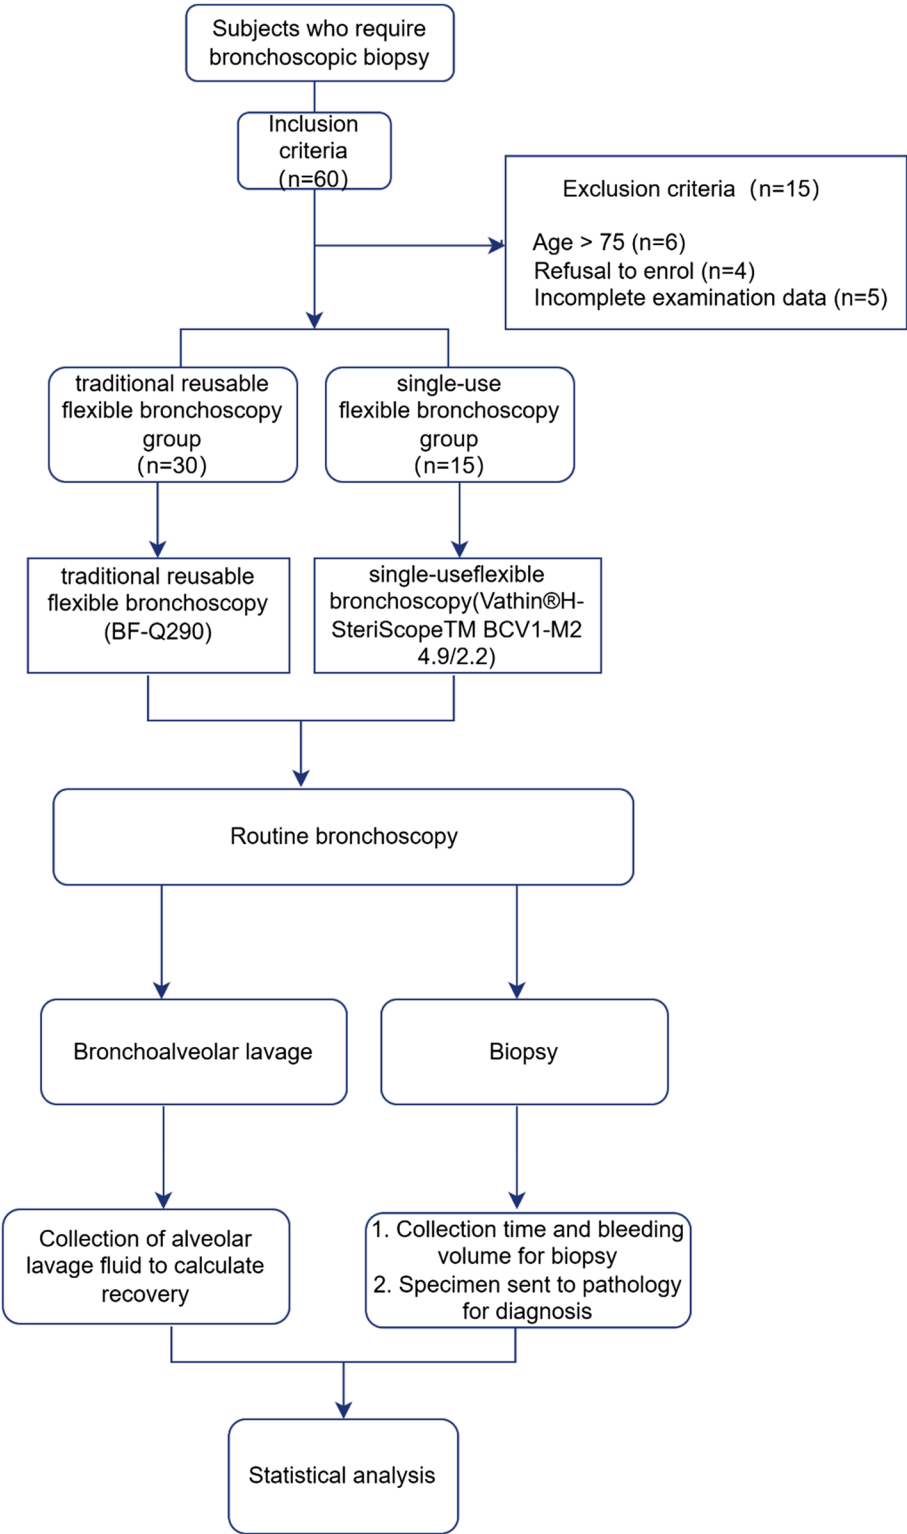 Subjects who require
bronchoscopic biopsy
Inclusion
criteria
(n=60)
Exclusion criteria (n=15)
Age > 75 (n=6)
Refusal to enrol (n=4)
Incomplete examination data (n=5)
traditional reusable
flexible bronchoscopy
group
(n=30)
single-use
flexible bronchoscopy
group
(n=15)
traditional reusable
flexible bronchoscopy
(BF-Q290)
single-useflexible
bronchoscopy(Vathin®H-
SteriScopeTM BCV1-M2
4.9/2.2)
Routine bronchoscopy
Bronchoalveolar lavage
Biopsy
Collection of alveolar
lavage fluid to calculate
recovery
1. Collection time and bleeding
volume for biopsy
2. Specimen sent to pathology
for diagnosis
Statistical analysis